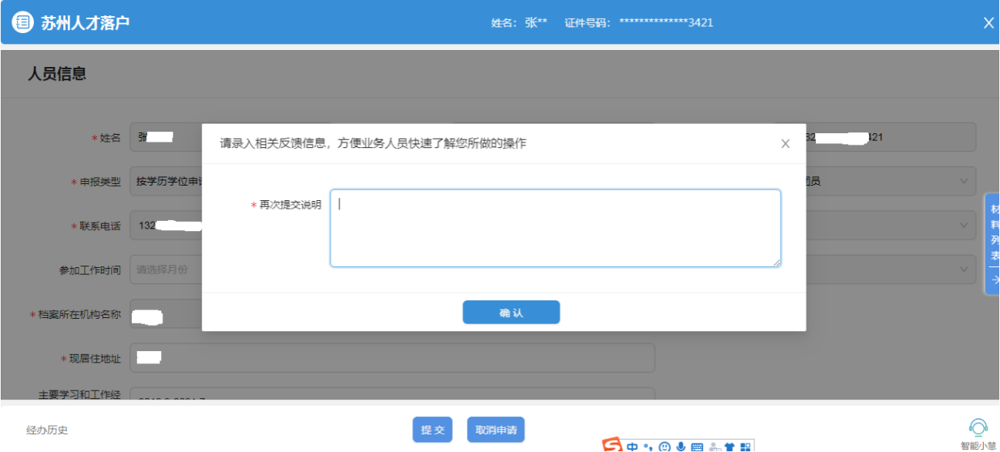 苏州人才落户
姓名: 张** 证件号码: **************3421
X
人员信息
*姓名 张
421
*申报类型 按学历学位申
团员
*联系电话 132
参加工作时间 请选择月份
*档案所在机构名称
*现居住地址
主要学习和工作经
请录入相关反馈信息，方便业务人员快速了解您所做的操作
X
*再次提交说明
确认
材料列表
经办历史
提交
取消申请
S 中
智能小慧